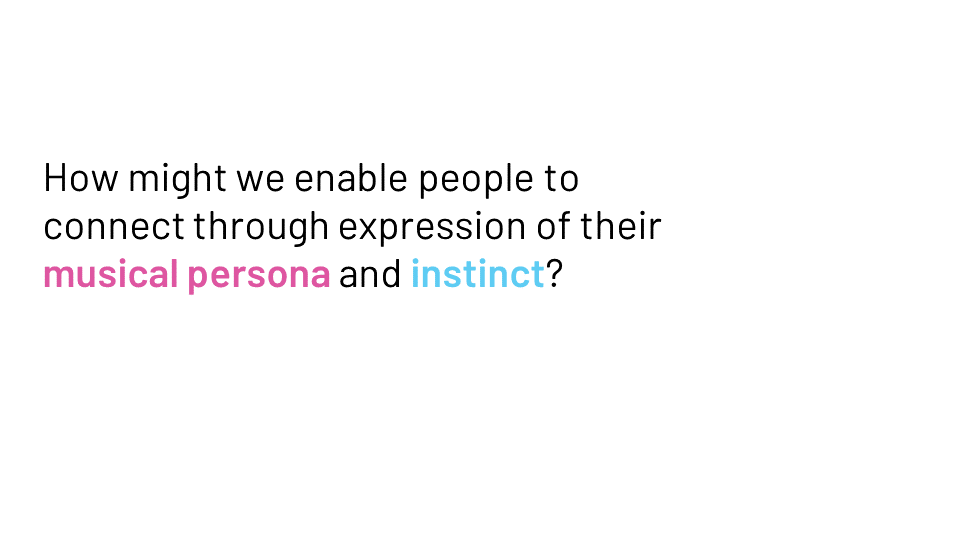 How might we enable people to
connect through expression of their
musical persona and instinct?